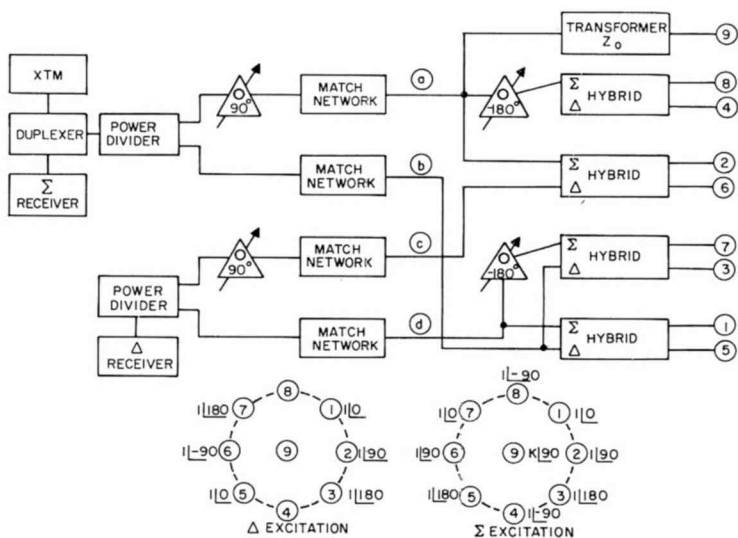 XTM
DUPLEXER
Σ
RECEIVER
POWER
DIVIDER
90°
MATCH
NETWORK
a
MATCH
NETWORK
b
90°
MATCH
NETWORK
c
POWER
DIVIDER
Δ
RECEIVER
MATCH
NETWORK
d
-180°
-180°
TRANSFORMER
Zo
9
Σ
Δ
HYBRID
8
4
Σ
Δ
HYBRID
2
6
Σ
Δ
HYBRID
7
3
Σ
Δ
HYBRID
1
5
8
1|180 7
1 1|0
1|-90 6
9
2 1|90
1|0 5
3 1|180
4
Δ EXCITATION
1|-90
8
1|0 7
1 1|0
1|90 6
9 K|90
2 1|90
1|180 5
3 1|180
4 1|-90
Σ EXCITATION